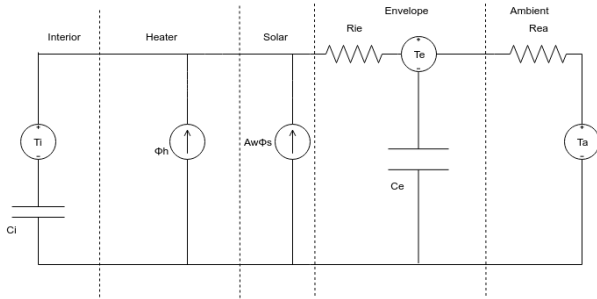 Envelope
Ambient
Interior
Heater
Solar
Rie
Rea
Te
Ti
Φh
AwΦs
Ta
Ce
Ci